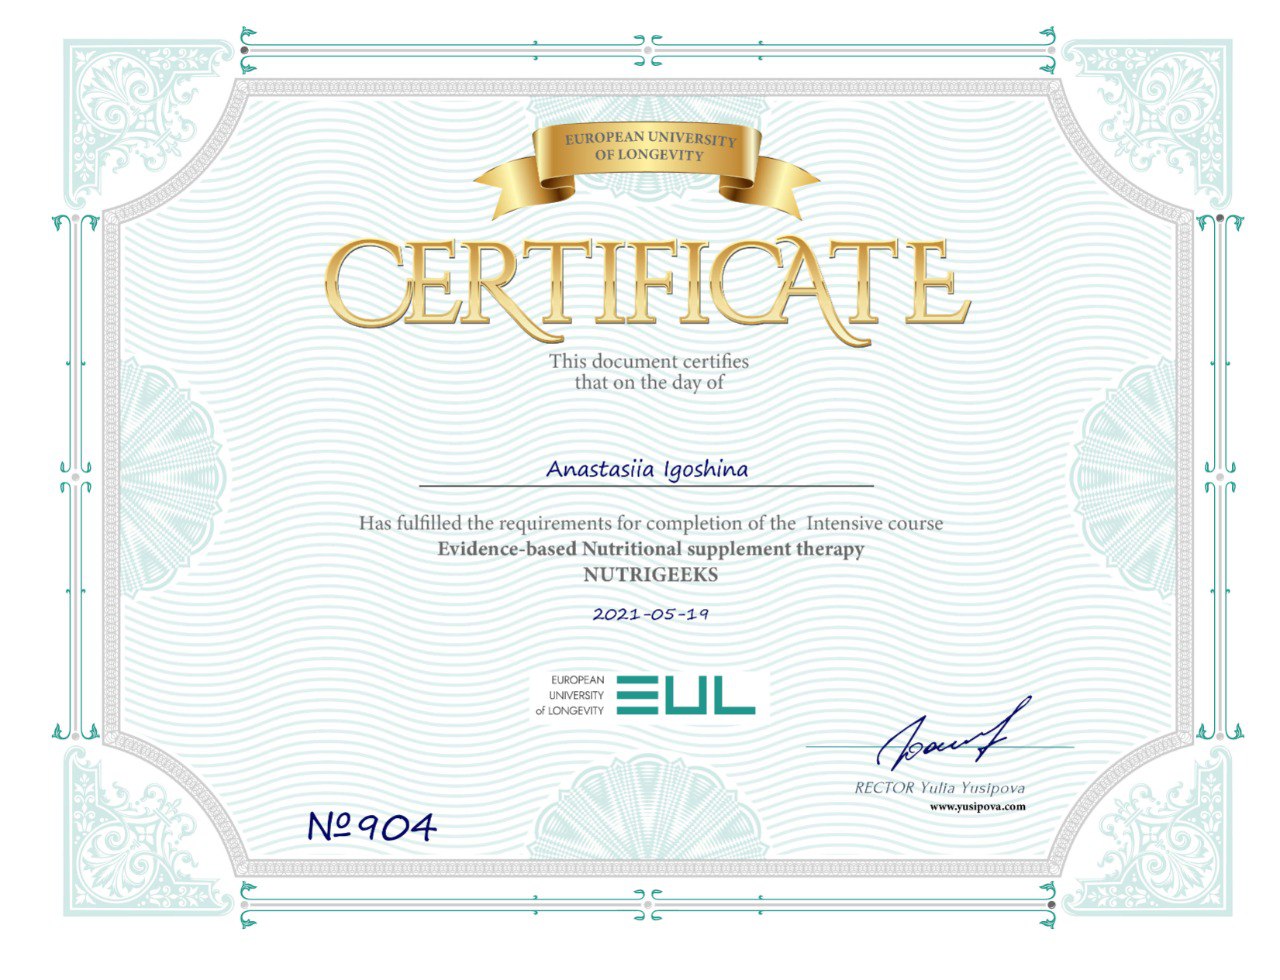 EUROPEAN UNIVERSITY
OF LONGEVITY
CERTIFICATE
This document certifies
that on the day of
Anastasiia Igoshina
Has fulfilled the requirements for completion of the Intensive course
Evidence-based Nutritional supplement therapy
NUTRIGEEKS
2021-05-19
EUROPEAN
UNIVERSITY
of LONGEVITY
EUL
RECTOR Yulia Yusipova
www.yusipova.com
№904